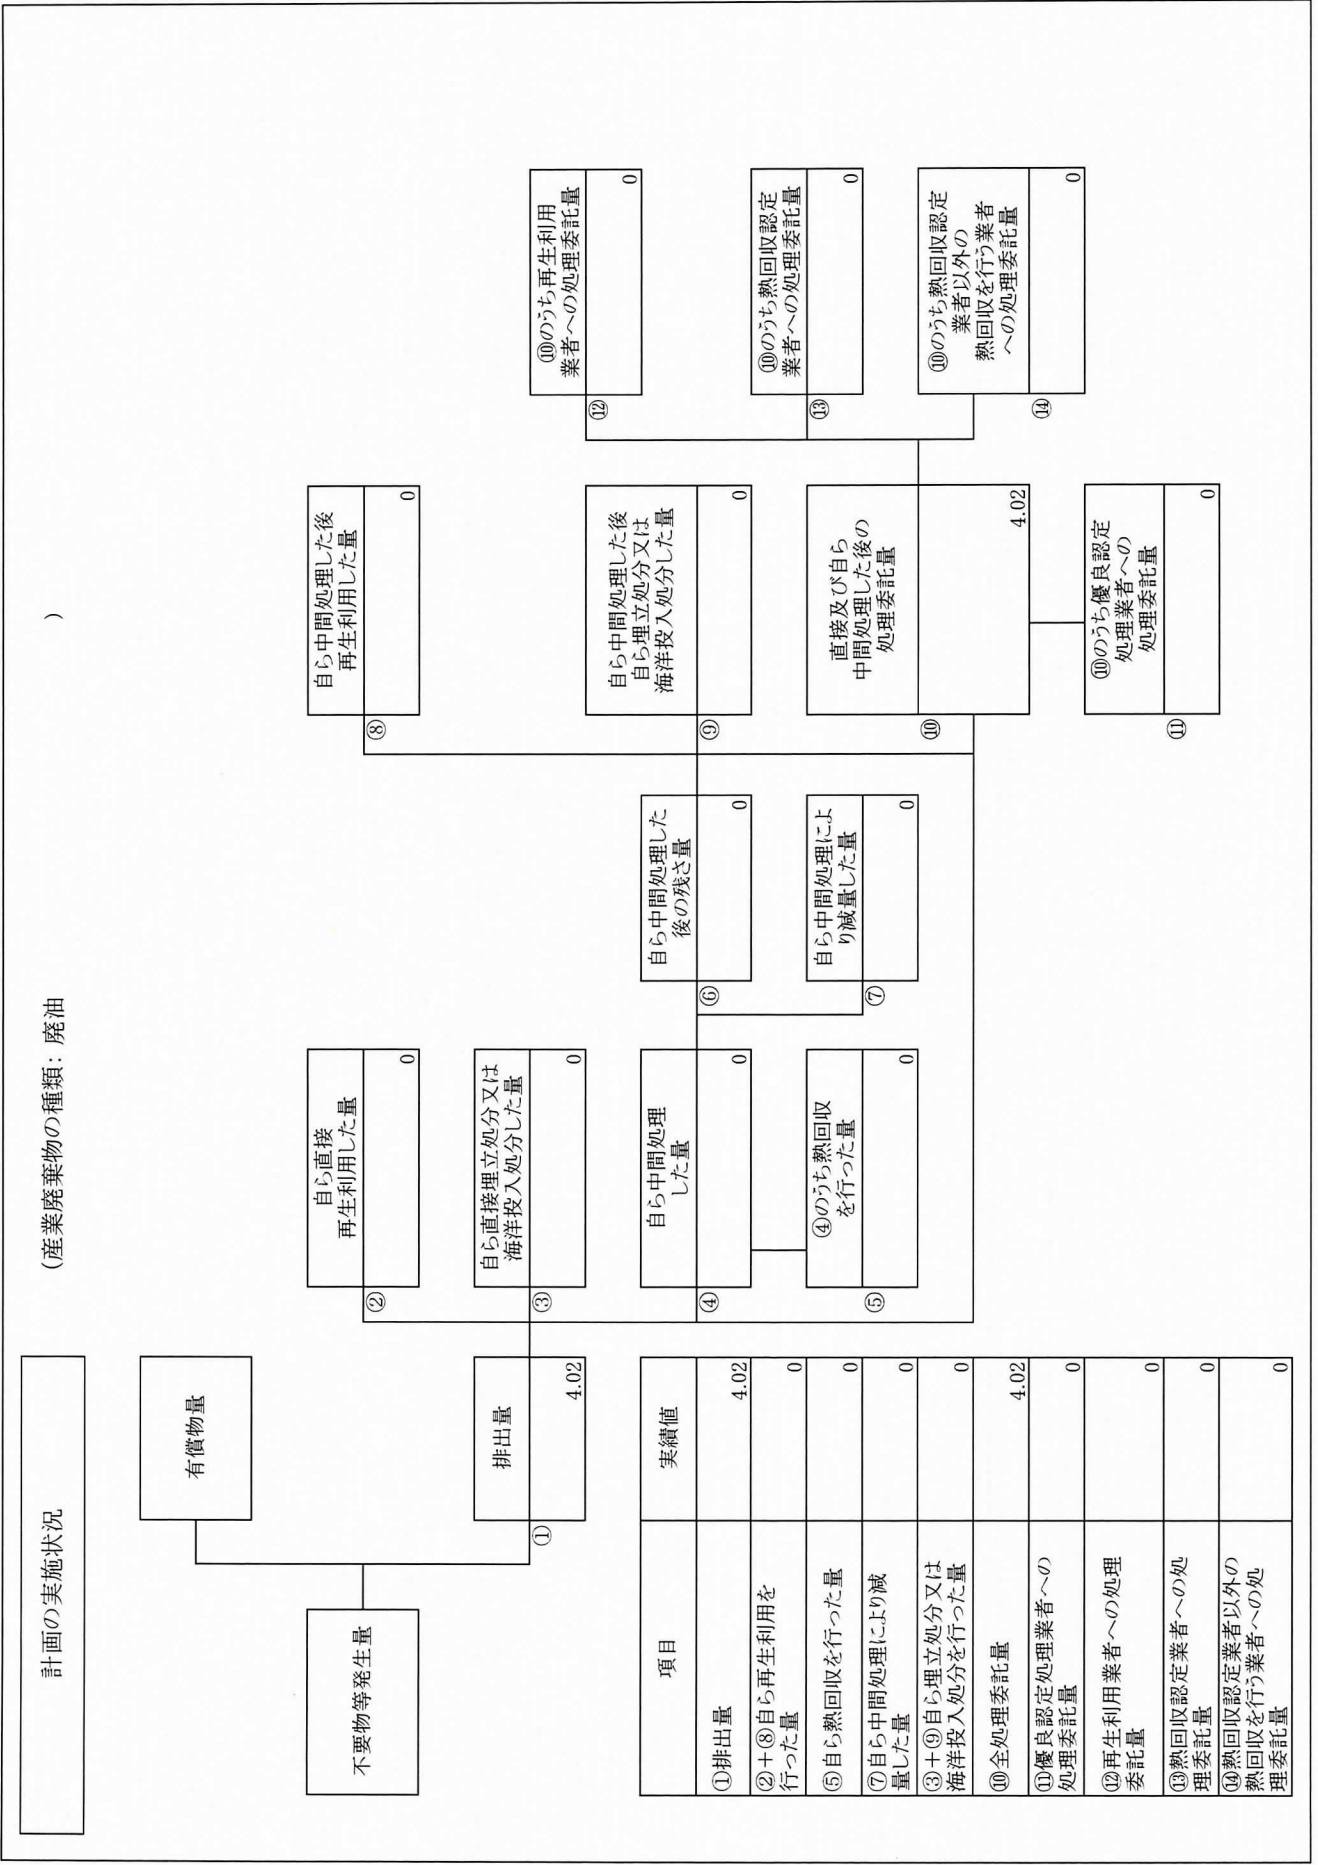 計画の実施状況
（産業廃棄物の種類：廃油　　　　　）
不要物等発生量
有償物量
①
排出量
4.02
②
自ら直接
再生利用した量
0
③
自ら直接埋立処分又は
海洋投入処分した量
0
④
自ら中間処理
した量
0
⑤
④のうち熱回収
を行った量
0
⑥
自ら中間処理した
後の残さ量
0
⑦
自ら中間処理によ
り減量した量
0
⑧
自ら中間処理した後
再生利用した量
0
⑨
自ら中間処理した後
自ら埋立処分又は
海洋投入処分した量
0
⑩
直接及び自ら
中間処理した後の
処理委託量
4.02
⑪
⑩のうち優良認定
処理業者への
処理委託量
0
⑫
⑩のうち再生利用
業者への処理委託量
0
⑬
⑩のうち熱回収認定
業者への処理委託量
0
⑭
⑩のうち熱回収認定
業者以外の
熱回収を行う業者
への処理委託量
0
項目 実績値
①排出量 4.02
②＋⑧自ら再生利用を
行った量 0
⑤自ら熱回収を行った量 0
⑦自ら中間処理により減
量した量 0
③＋⑨自ら埋立処分又は
海洋投入処分を行った量 0
⑩全処理委託量 4.02
⑪優良認定処理業者への
処理委託量 0
⑫再生利用業者への処理
委託量 0
⑬熱回収認定業者への処
理委託量 0
⑭熱回収認定業者以外の
熱回収を行う業者への処
理委託量 0